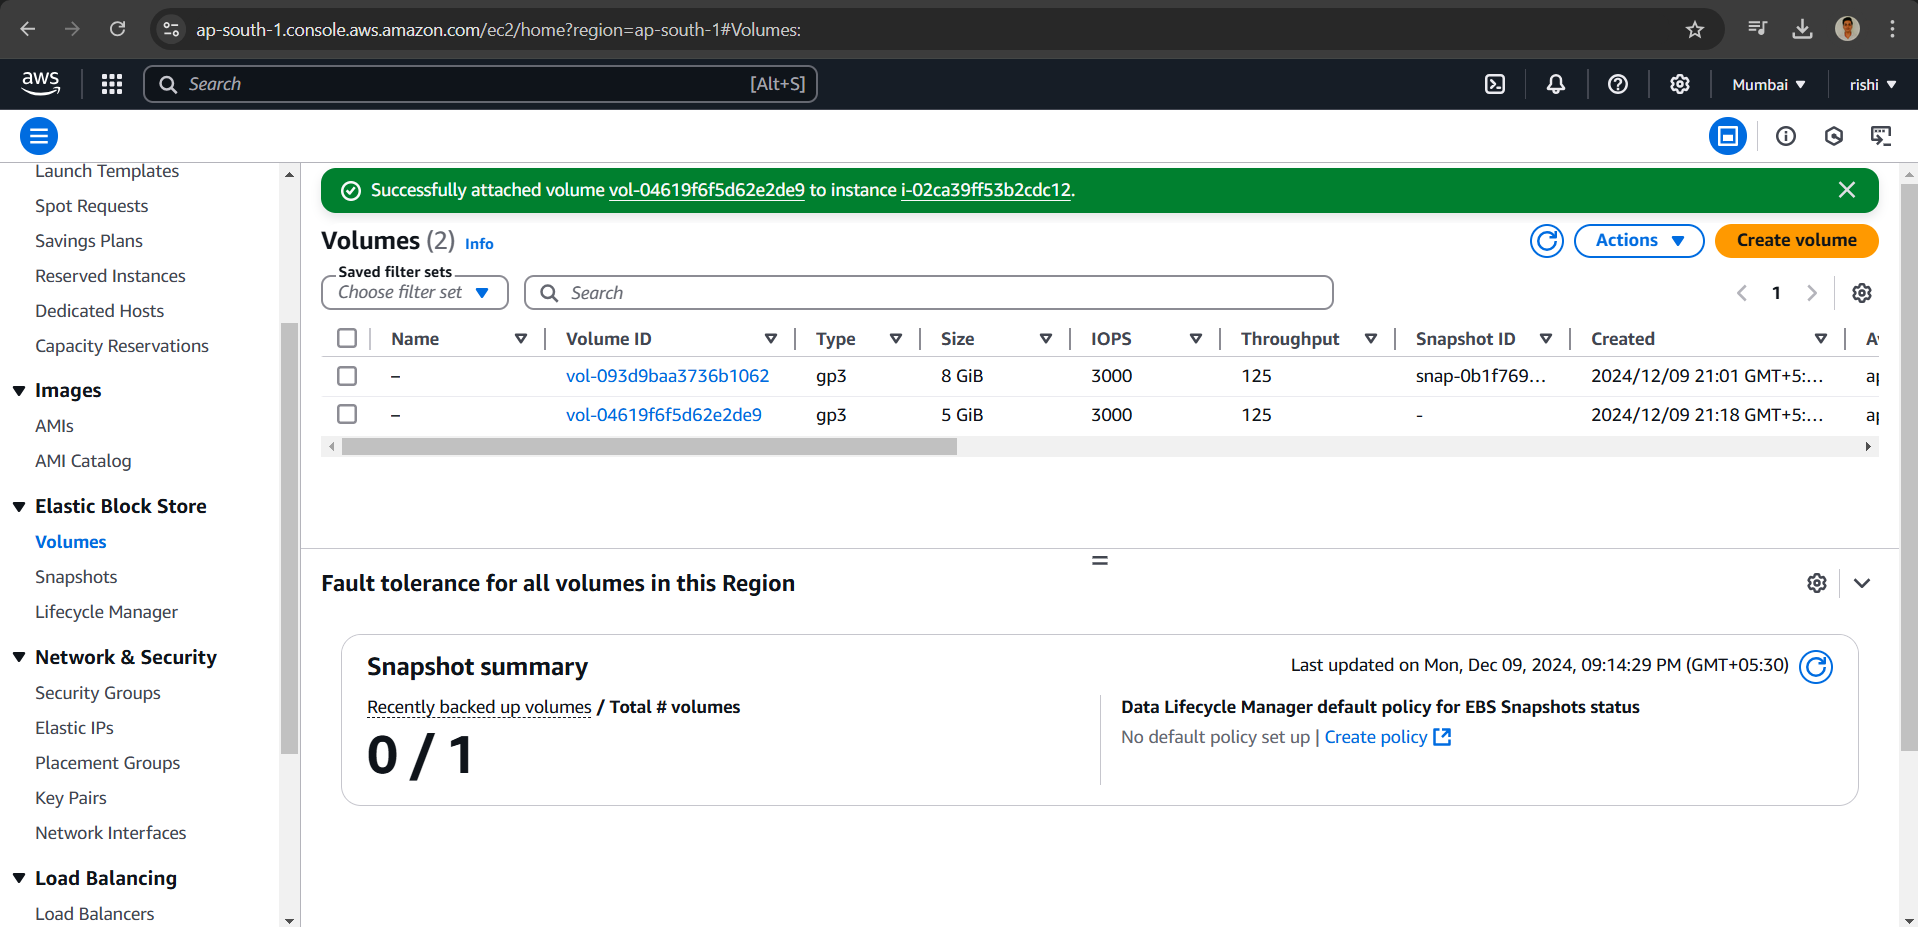 ap-south-1.console.aws.amazon.com/ec2/home?region=ap-south-1#Volumes:
aws
Search
[Alt+S]
Mumbai
rishi
Launch Templates
Spot Requests
Savings Plans
Reserved Instances
Dedicated Hosts
Capacity Reservations
Images
AMIs
AMI Catalog
Elastic Block Store
Volumes
Snapshots
Lifecycle Manager
Network & Security
Security Groups
Elastic IPs
Placement Groups
Key Pairs
Network Interfaces
Load Balancing
Load Balancers
Successfully attached volume vol-04619f6f5d62e2de9 to instance i-02ca39ff53b2cdc12.
Volumes (2) Info
Actions
Create volume
Saved filter sets
Choose filter set
Search
1
Name Volume ID Type Size IOPS Throughput Snapshot ID Created
– vol-093d9baa3736b1062 gp3 8 GiB 3000 125 snap-0b1f769... 2024/12/09 21:01 GMT+5:...
– vol-04619f6f5d62e2de9 gp3 5 GiB 3000 125 - 2024/12/09 21:18 GMT+5:...
Fault tolerance for all volumes in this Region
Snapshot summary
Last updated on Mon, Dec 09, 2024, 09:14:29 PM (GMT+05:30)
Recently backed up volumes / Total # volumes
0 / 1
Data Lifecycle Manager default policy for EBS Snapshots status
No default policy set up | Create policy